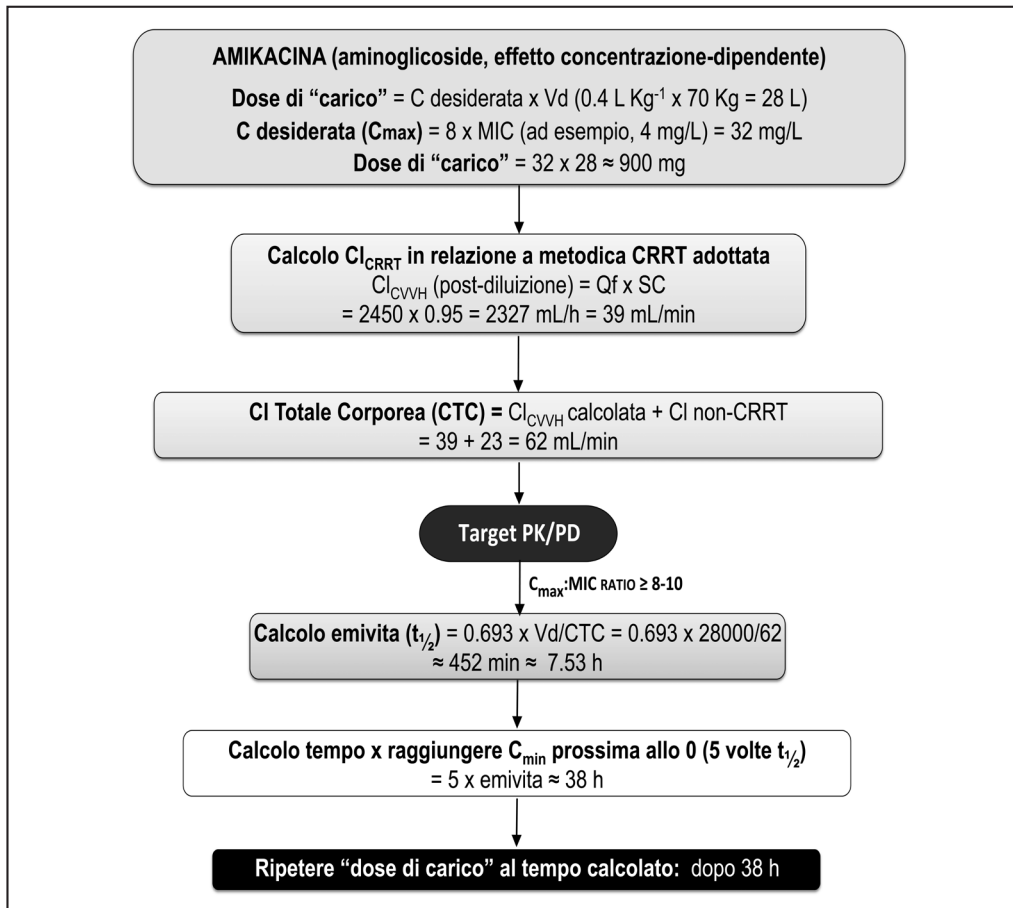 AMIKACINA (aminoglicoside, effetto concentrazione-dipendente)
Dose di “carico” = C desiderata x Vd (0.4 L Kg⁻¹ x 70 Kg = 28 L)
C desiderata (Cmax) = 8 x MIC (ad esempio, 4 mg/L) = 32 mg/L
Dose di “carico” = 32 x 28 ≈ 900 mg
Calcolo Cl_CRRT in relazione a metodica CRRT adottata
Cl_CVVH (post-diluizione) = Qf x SC
= 2450 x 0.95 = 2327 mL/h = 39 mL/min
Cl Totale Corporea (CTC) = Cl_CVVH calcolata + Cl non-CRRT
= 39 + 23 = 62 mL/min
Target PK/PD
C_max:MIC RATIO ≥ 8-10
Calcolo emivita (t½) = 0.693 x Vd/CTC = 0.693 x 28000/62
≈ 452 min ≈ 7.53 h
Calcolo tempo x raggiungere C_min prossima allo 0 (5 volte t½)
= 5 x emivita ≈ 38 h
Ripetere “dose di carico” al tempo calcolato: dopo 38 h